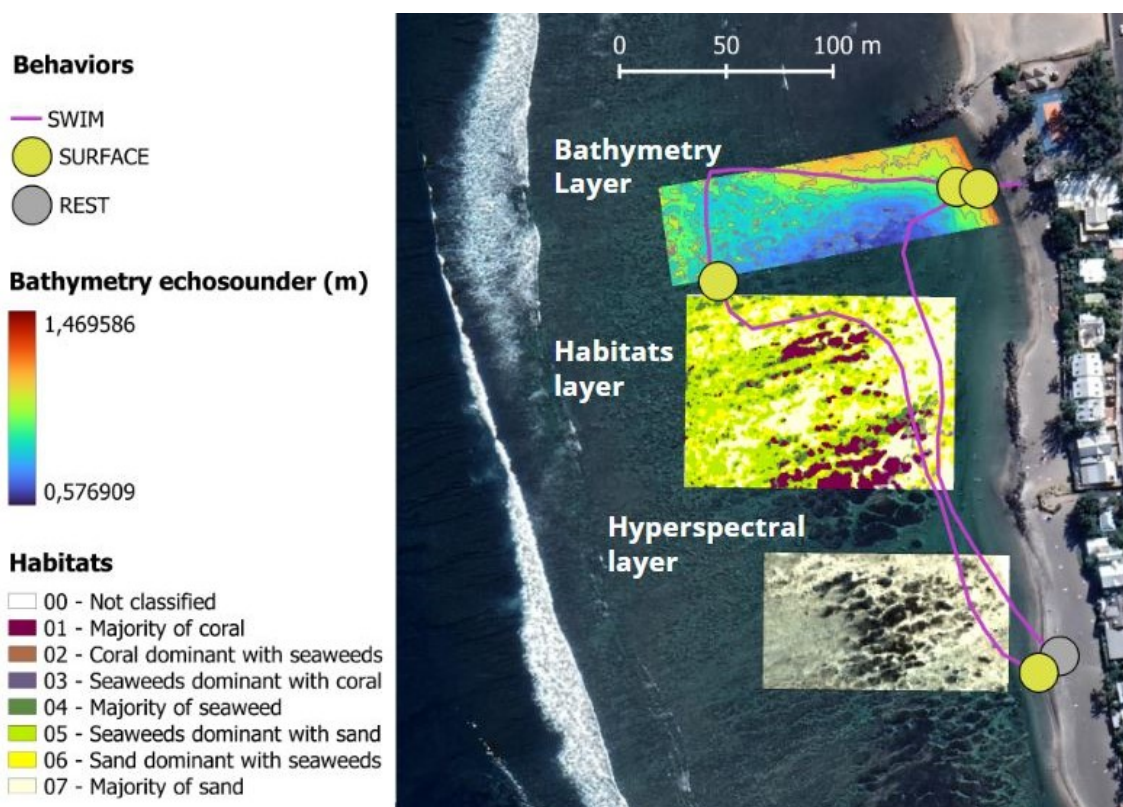 Behaviors
SWIM
SURFACE
REST
Bathymetry echosounder (m)
1,469586
0,576909
Habitats
00 - Not classified
01 - Majority of coral
02 - Coral dominant with seaweeds
03 - Seaweeds dominant with coral
04 - Majority of seaweed
05 - Seaweeds dominant with sand
06 - Sand dominant with seaweeds
07 - Majority of sand
0 50 100 m
Bathymetry
Layer
Habitats
layer
Hyperspectral
layer